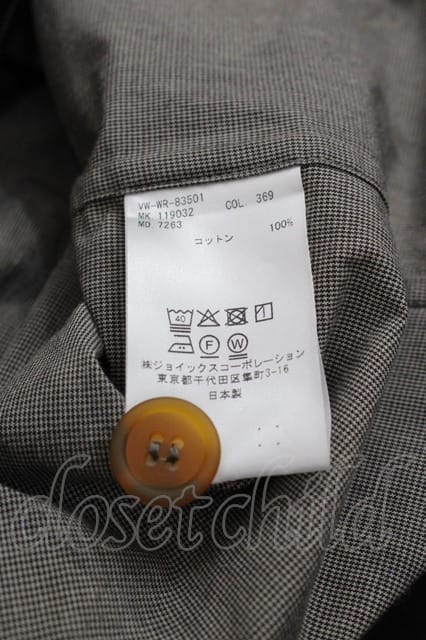 VW-WR-83501 COL. 369
MK. 119032
MD. 7263
100%
コットン
40
F W
㈱ジョイックスコーポレーション
東京都千代田区隼町3-16
日本製
closetchild